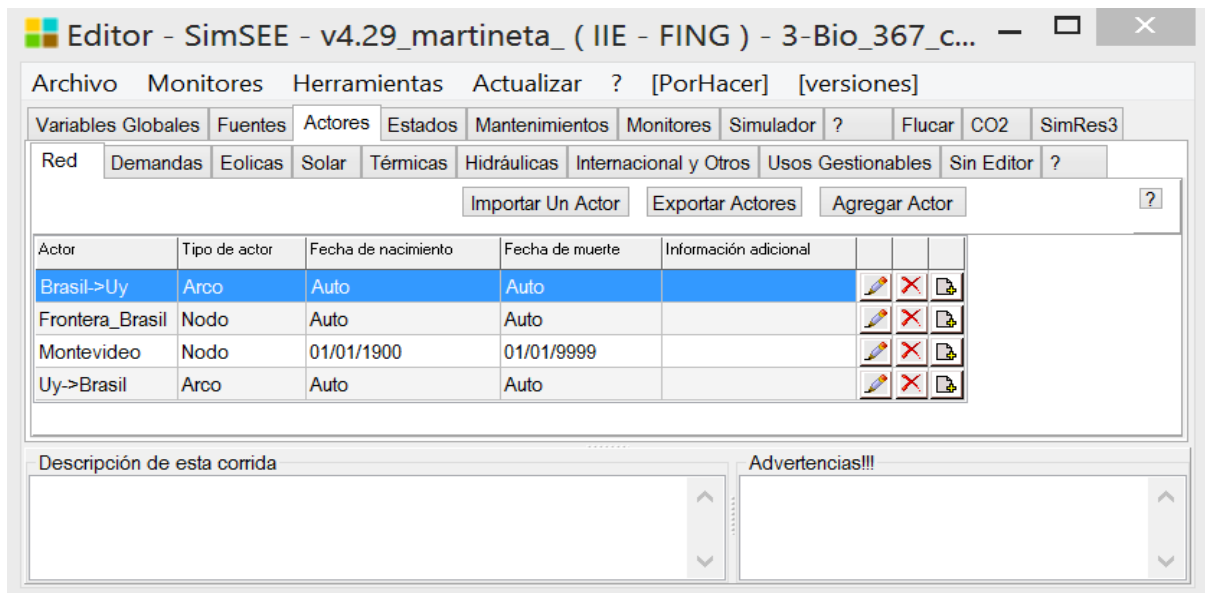 Editor - SimSEE - v4.29_martineta_ ( IIE - FING ) - 3-Bio_367_c...
Archivo Monitores Herramientas Actualizar ? [PorHacer] [versiones]
Variables Globales Fuentes Actores Estados Mantenimientos Monitores Simulador ? Flucar CO2 SimRes3
Red Demandas Eolicas Solar Térmicas Hidráulicas Internacional y Otros Usos Gestionables Sin Editor ?
Importar Un Actor Exportar Actores Agregar Actor ?
Actor Tipo de actor Fecha de nacimiento Fecha de muerte Información adicional
Brasil->Uy Arco Auto Auto
Frontera_Brasil Nodo Auto Auto
Montevideo Nodo 01/01/1900 01/01/9999
Uy->Brasil Arco Auto Auto
Descripción de esta corrida Advertencias!!!